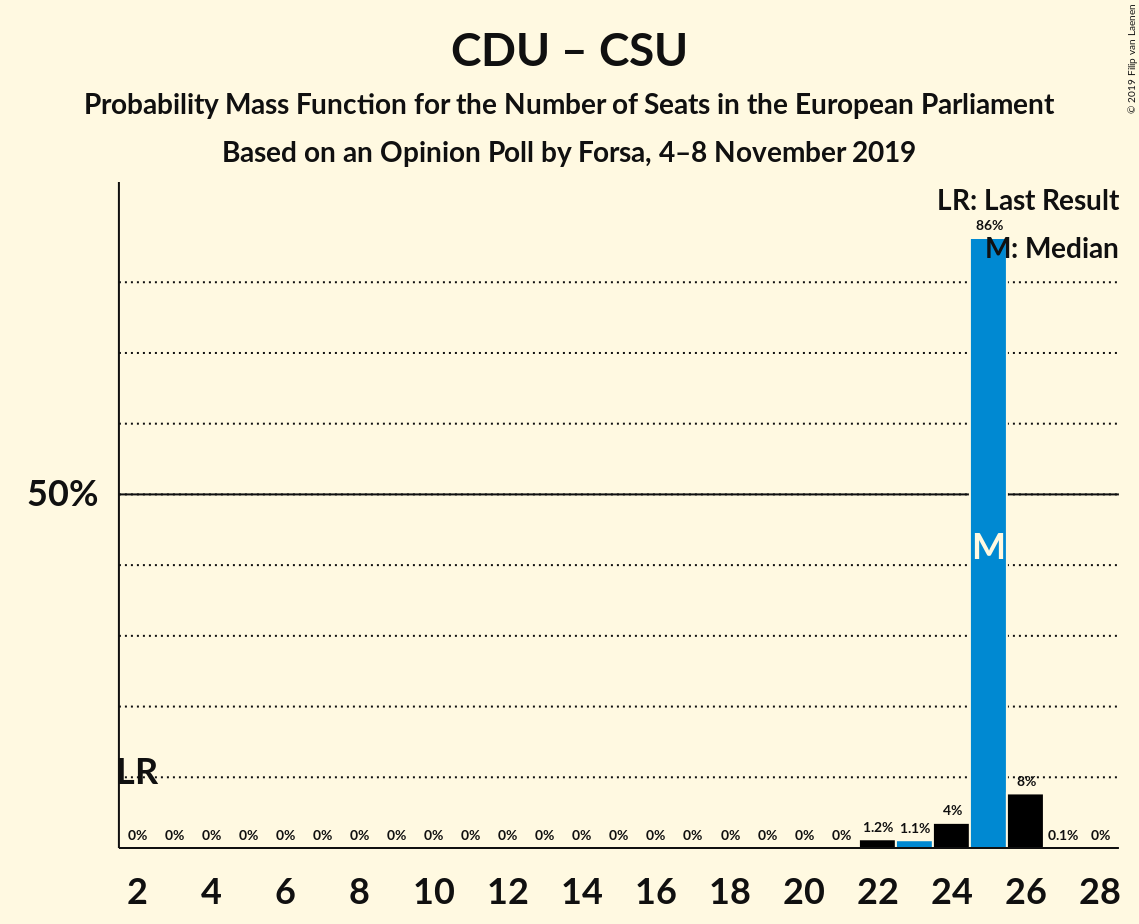 CDU – CSU
Probability Mass Function for the Number of Seats in the European Parliament
Based on an Opinion Poll by Forsa, 4–8 November 2019
© 2019 Filip van Laenen
LR: Last Result
86%
M: Median
50%
M
LR
8%
4%
0% 0% 0% 0% 0% 0% 0% 0% 0% 0% 0% 0% 0% 0% 0% 0% 0% 0% 0% 0% 1.2% 1.1% 0.1% 0%
2 4 6 8 10 12 14 16 18 20 22 24 26 28